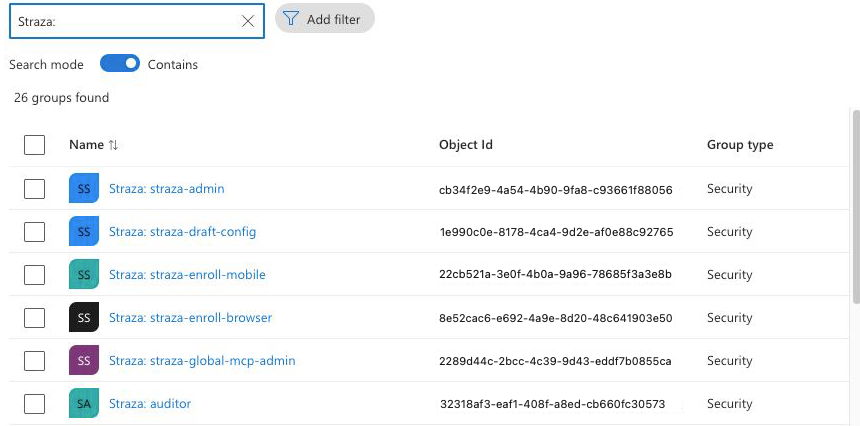 Straza:
Add filter
Search mode Contains
26 groups found
Name Object Id Group type
SS Straza: straza-admin cb34f2e9-4a54-4b90-9fa8-c93661f88056 Security
SS Straza: straza-draft-config 1e990c0e-8178-4ca4-9d2e-af0e88c92765 Security
SS Straza: straza-enroll-mobile 22cb521a-3e0f-4b0a-9a96-78685f3a3e8b Security
SS Straza: straza-enroll-browser 8e52cac6-e692-4a9e-8d20-48c641903e50 Security
SS Straza: straza-global-mcp-admin 2289d44c-2bcc-4c39-9d43-eddf7b0855ca Security
SA Straza: auditor 32318af3-eaf1-408f-a8ed-cb660fc30573 Security